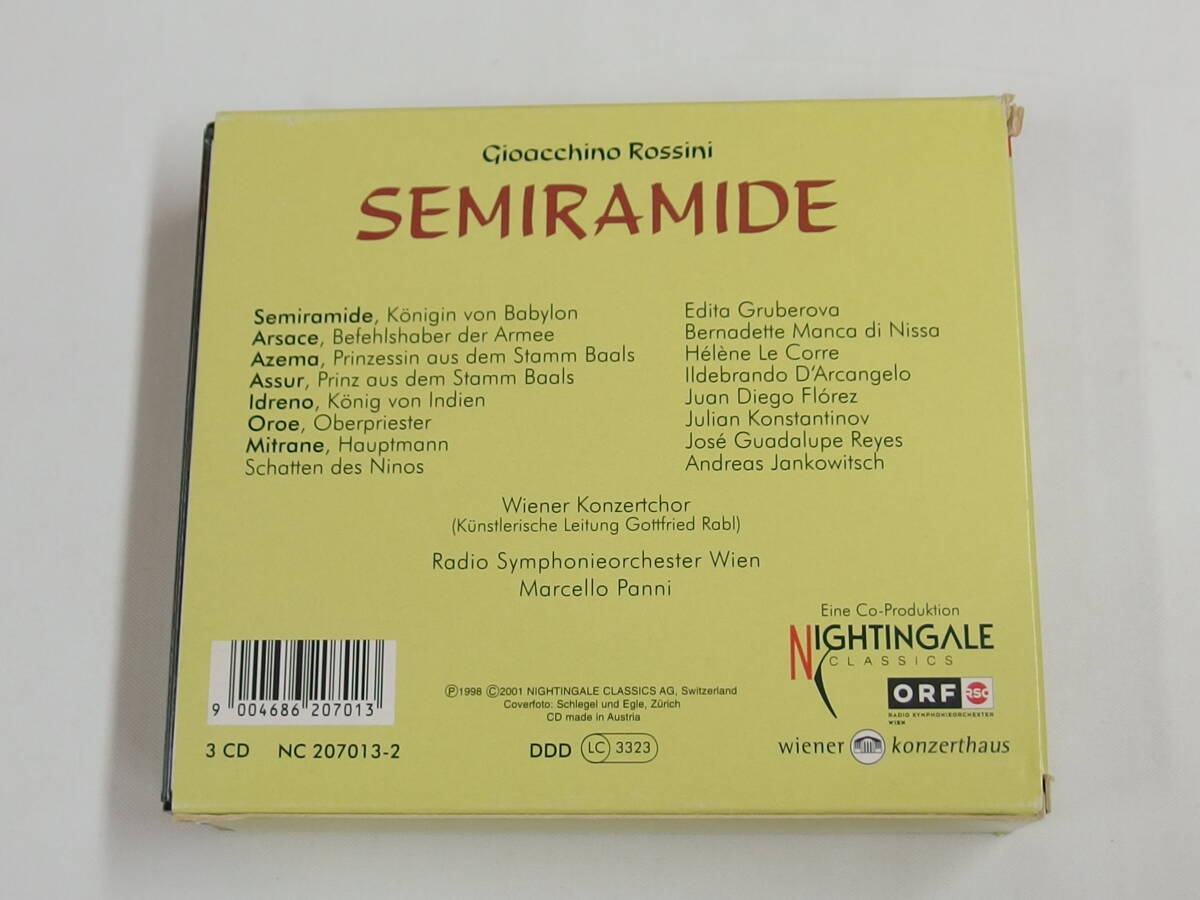 Gioacchino Rossini
SEMIRAMIDE
Semiramide, Königin von Babylon Edita Gruberova
Arsace, Befehlshaber der Armee Bernadette Manca di Nissa
Azema, Prinzessin aus dem Stamm Baals Hélène Le Corre
Assur, Prinz aus dem Stamm Baals Ildebrando D'Arcangelo
Idreno, König von Indien Juan Diego Flórez
Oroe, Oberpriester Julian Konstantinov
Mitrane, Hauptmann José Guadalupe Reyes
Schatten des Ninos Andreas Jankowitsch
Wiener Konzertchor
(Künstlerische Leitung Gottfried Rabl)
Radio Symphonieorchester Wien
Marcello Panni
Eine Co-Produktion
NIGHTINGALE
CLASSICS
ORF RSO
RADIO SYMPHONIEORCHESTER
WIEN
wiener konzerthaus
℗1998 ©2001 NIGHTINGALE CLASSICS AG, Switzerland
Coverfoto: Schlegel und Egle, Zürich
CD made in Austria
9 004686 207013
3 CD NC 207013-2 DDD LC 3323